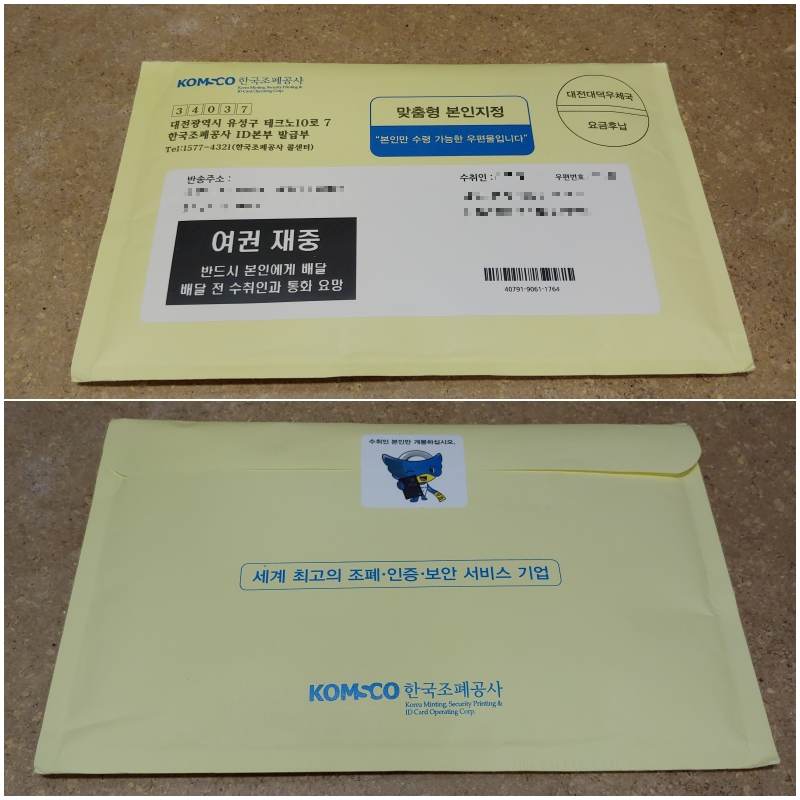 KOMSCO 한국조폐공사
Korea Minting, Security Printing &
ID Card Operating Corp.
34037
대전광역시 유성구 테크노10로 7
한국조폐공사 ID본부 발급부
Tel:1577-4321(한국조폐공사 콜센터)
맞춤형 본인지정
"본인만 수령 가능한 우편물입니다"
대전대덕우체국
요금후납
반송주소 :
수취인 :
우편번호 :
여권 재중
반드시 본인에게 배달
배달 전 수취인과 통화 요망
40791-9061-1764
수취인 본인만 개봉하십시오.
세계 최고의 조폐·인증·보안 서비스 기업
KOMSCO 한국조폐공사
Korea Minting, Security Printing &
ID Card Operating Corp.